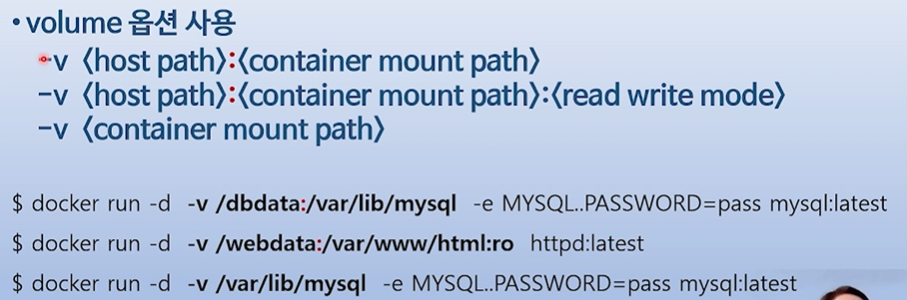 • volume 옵션 사용
-v 〈host path〉:〈container mount path〉
-v 〈host path〉:〈container mount path〉:〈read write mode〉
-v 〈container mount path〉
$ docker run -d -v /dbdata:/var/lib/mysql -e MYSQL..PASSWORD=pass mysql:latest
$ docker run -d -v /webdata:/var/www/html:ro httpd:latest
$ docker run -d -v /var/lib/mysql -e MYSQL..PASSWORD=pass mysql:latest